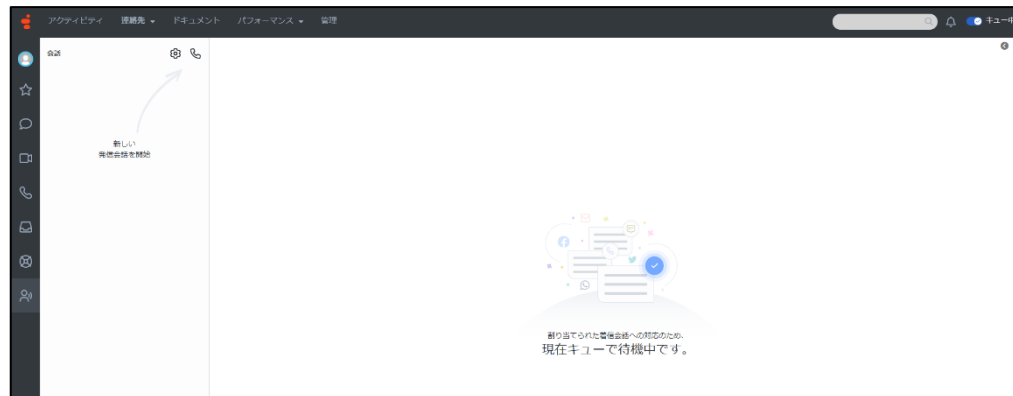 アクティビティ 連絡先 ドキュメント パフォーマンス 管理
キュー中
会話
新しい
発信会話を開始
割り当てられた着信会話への対応のため、
現在キューで待機中です。